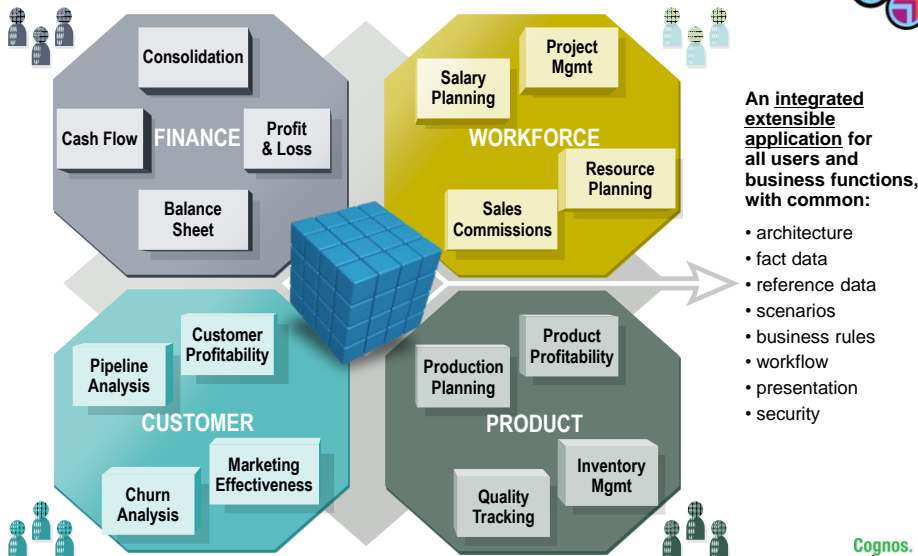 Consolidation
Cash Flow
FINANCE
Profit
& Loss
Balance
Sheet
Project
Mgmt
Salary
Planning
WORKFORCE
Resource
Planning
Sales
Commissions
Customer
Profitability
Pipeline
Analysis
CUSTOMER
Marketing
Effectiveness
Churn
Analysis
Product
Profitability
Production
Planning
PRODUCT
Inventory
Mgmt
Quality
Tracking
An integrated
extensible
application for
all users and
business functions,
with common:
• architecture
• fact data
• reference data
• scenarios
• business rules
• workflow
• presentation
• security
Cognos.